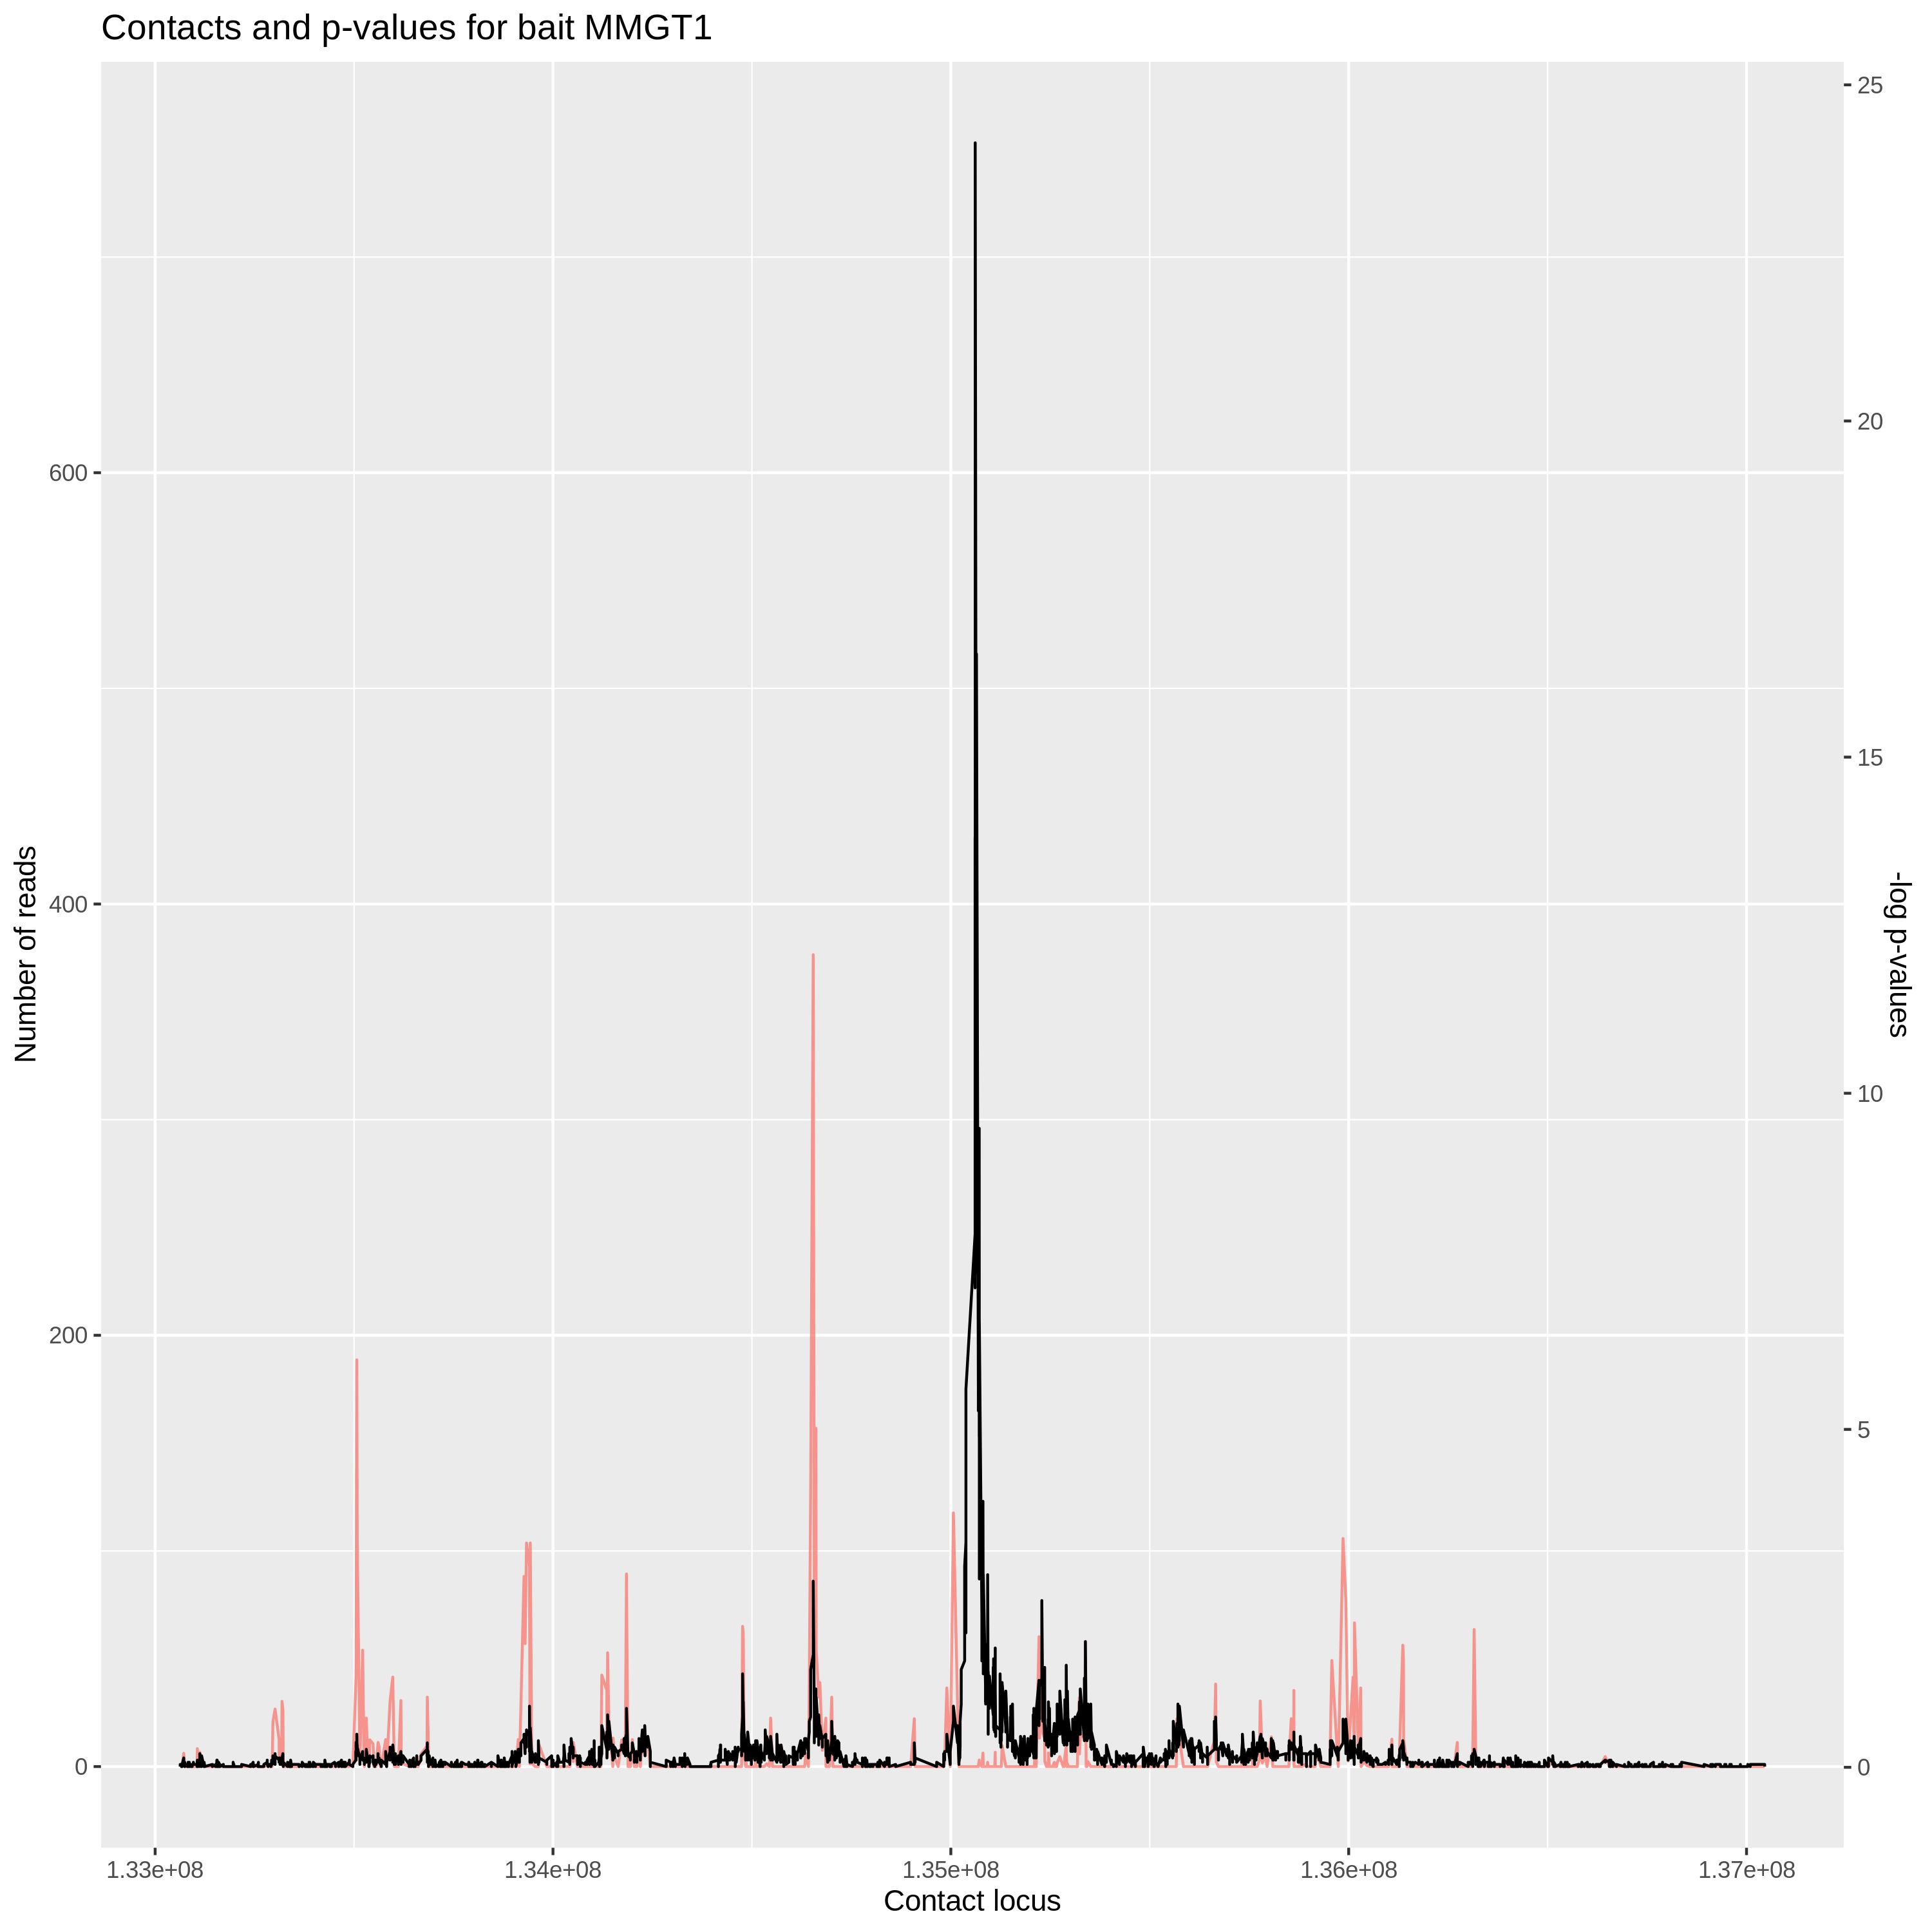 Contacts and p-values for bait MMGT1
25
20
600
15
Number of reads
400
-log p-values
10
200
5
0
0
1.33e+08 1.34e+08 1.35e+08 1.36e+08 1.37e+08
Contact locus